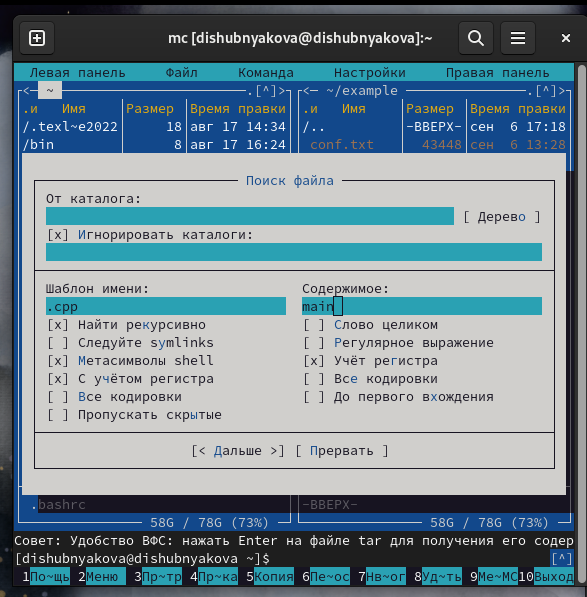 mc [dishubnyakova@dishubnyakova]:~
Левая панель Файл Команда Настройки Правая панель
<─ ~ ─.[^]>┌<─ ~/example ─.[^]>
.и Имя │Размер │Время правки││.и Имя │Размер │Время правки
/.texl~e2022│ 18│авг 17 14:34││/.. │-ВВЕРХ-│сен 6 17:18
/bin │ 8│авг 17 16:24││ conf.txt │ 43448│сен 6 13:28
Поиск файла
От каталога:
[ Дерево ]
[x] Игнорировать каталоги:
Шаблон имени: Содержимое:
.cpp main
[x] Найти рекурсивно [ ] Слово целиком
[ ] Следуйте symlinks [ ] Регулярное выражение
[x] Метасимволы shell [x] Учёт регистра
[x] С учётом регистра [ ] Все кодировки
[ ] Все кодировки [ ] До первого вхождения
[ ] Пропускать скрытые
[< Дальше >] [ Прервать ]
.bashrc -ВВЕРХ-
58G / 78G (73%) 58G / 78G (73%)
Совет: Удобство ВФС: нажать Enter на файле tar для получения его содер
[dishubnyakova@dishubnyakova ~]$ [^]
1По~щь 2Меню 3Пр~тр 4Пр~ка 5Копия 6Пе~ос 7Нв~ог 8Уд~ть 9Ме~МС10Выход